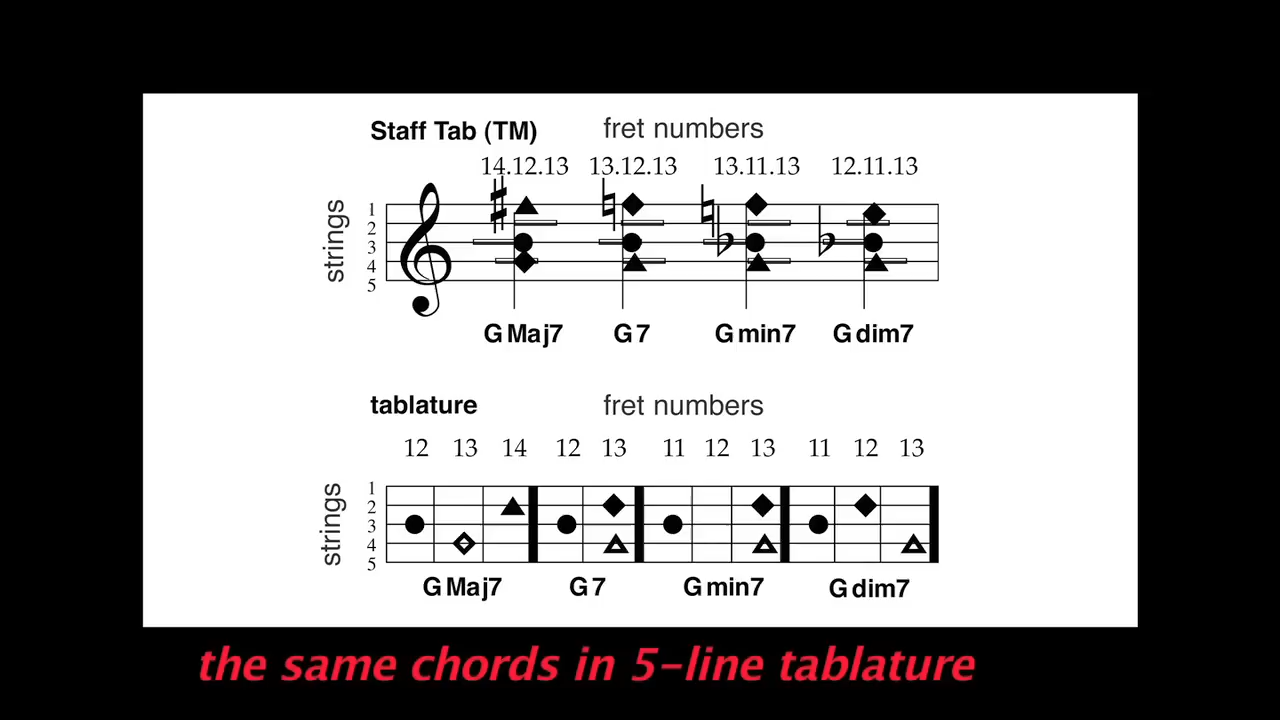 Staff Tab (TM) fret numbers
14.12.13 13.12.13 13.11.13 12.11.13
strings
1
2
3
4
5
G Maj7 G 7 G min7 G dim7
tablature fret numbers
12 13 14 12 13 11 12 13 11 12 13
strings
1
2
3
4
5
G Maj7 G 7 G min7 G dim7
the same chords in 5-line tablature